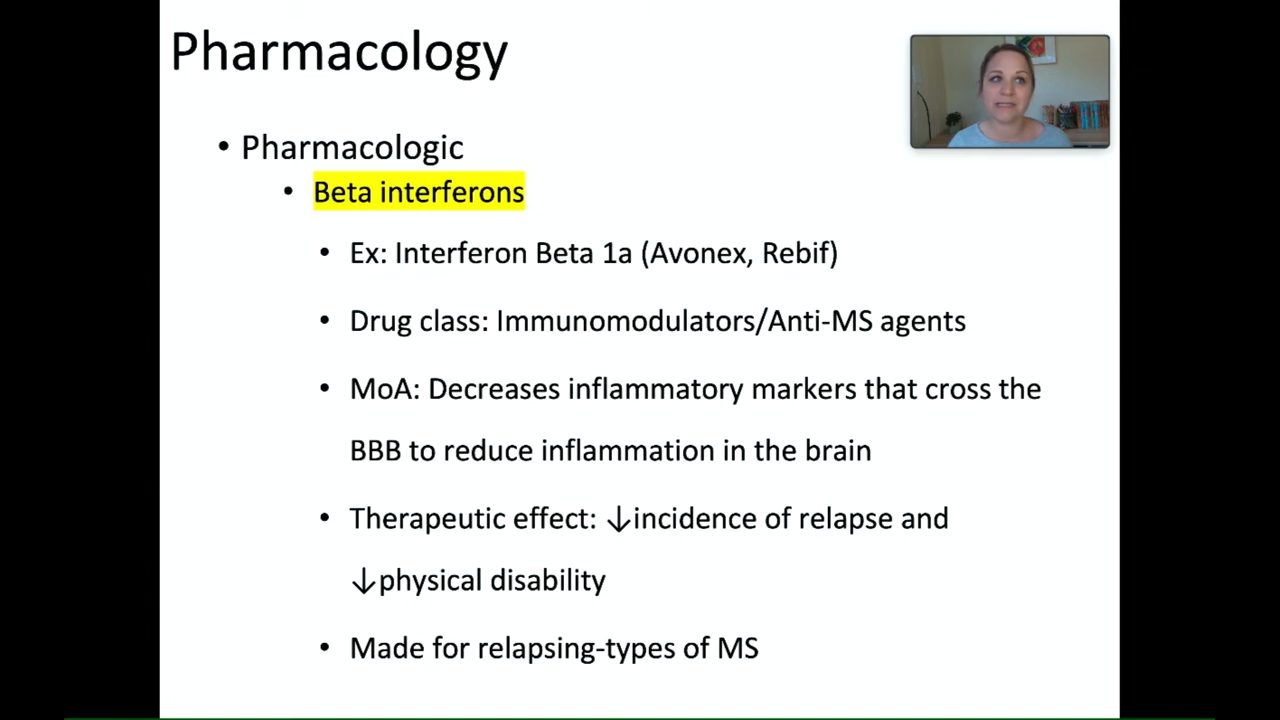 Pharmacology
• Pharmacologic
• Beta interferons
• Ex: Interferon Beta 1a (Avonex, Rebif)
• Drug class: Immunomodulators/Anti-MS agents
• MoA: Decreases inflammatory markers that cross the
BBB to reduce inflammation in the brain
• Therapeutic effect: ↓incidence of relapse and
↓physical disability
• Made for relapsing-types of MS